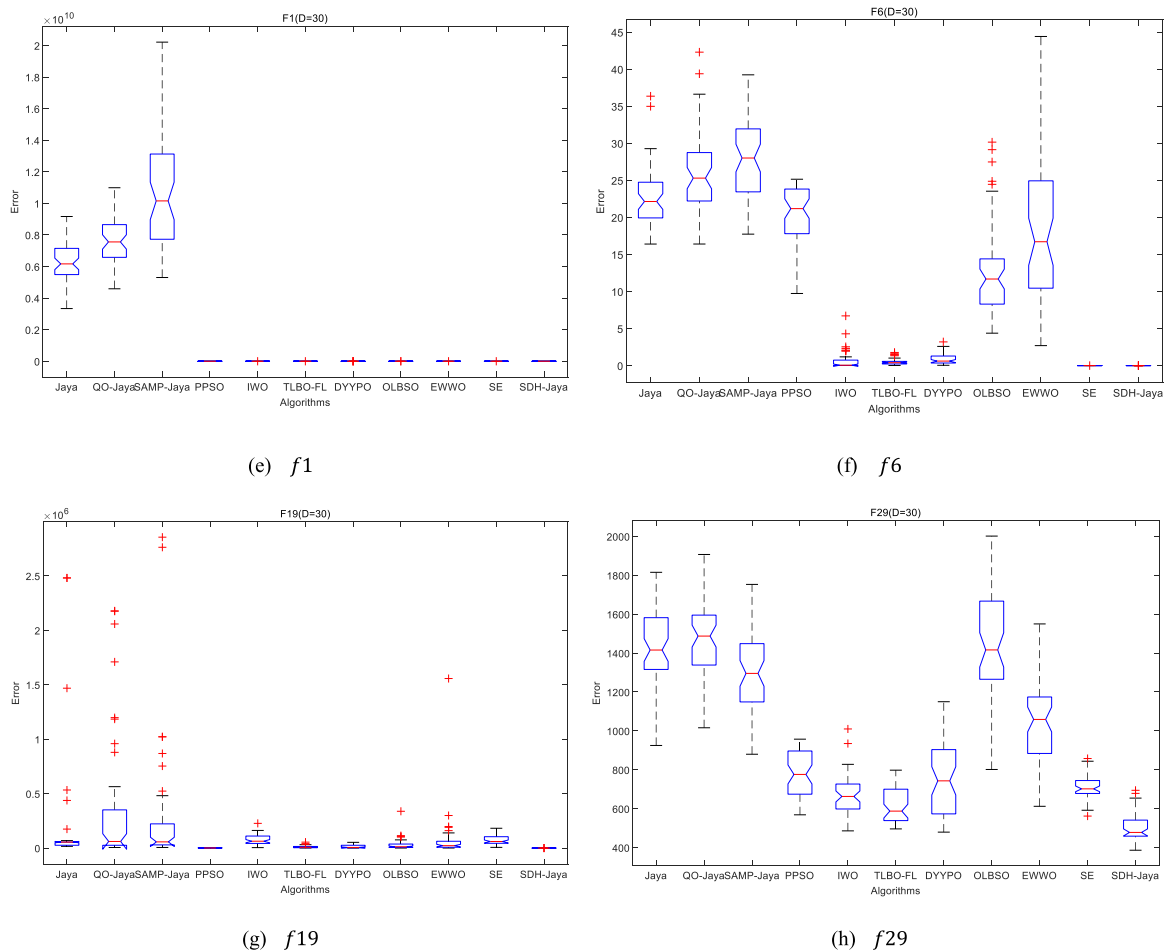 F1(D=30)
×10^10
2
1.8
1.6
1.4
1.2
1
0.8
0.6
0.4
0.2
0
Error
Jaya QO-Jaya SAMP-Jaya PPSO IWO TLBO-FL DYYPO OLBSO EWWO SE SDH-Jaya
Algorithms
(e) f1
F6(D=30)
45
40
35
30
25
20
15
10
5
0
Error
Jaya QO-Jaya SAMP-Jaya PPSO IWO TLBO-FL DYYPO OLBSO EWWO SE SDH-Jaya
Algorithms
(f) f6
F19(D=30)
×10^6
2.5
2
1.5
1
0.5
0
Error
Jaya QO-Jaya SAMP-Jaya PPSO IWO TLBO-FL DYYPO OLBSO EWWO SE SDH-Jaya
Algorithms
(g) f19
F29(D=30)
2000
1800
1600
1400
1200
1000
800
600
400
Error
Jaya QO-Jaya SAMP-Jaya PPSO IWO TLBO-FL DYYPO OLBSO EWWO SE SDH-Jaya
Algorithms
(h) f29